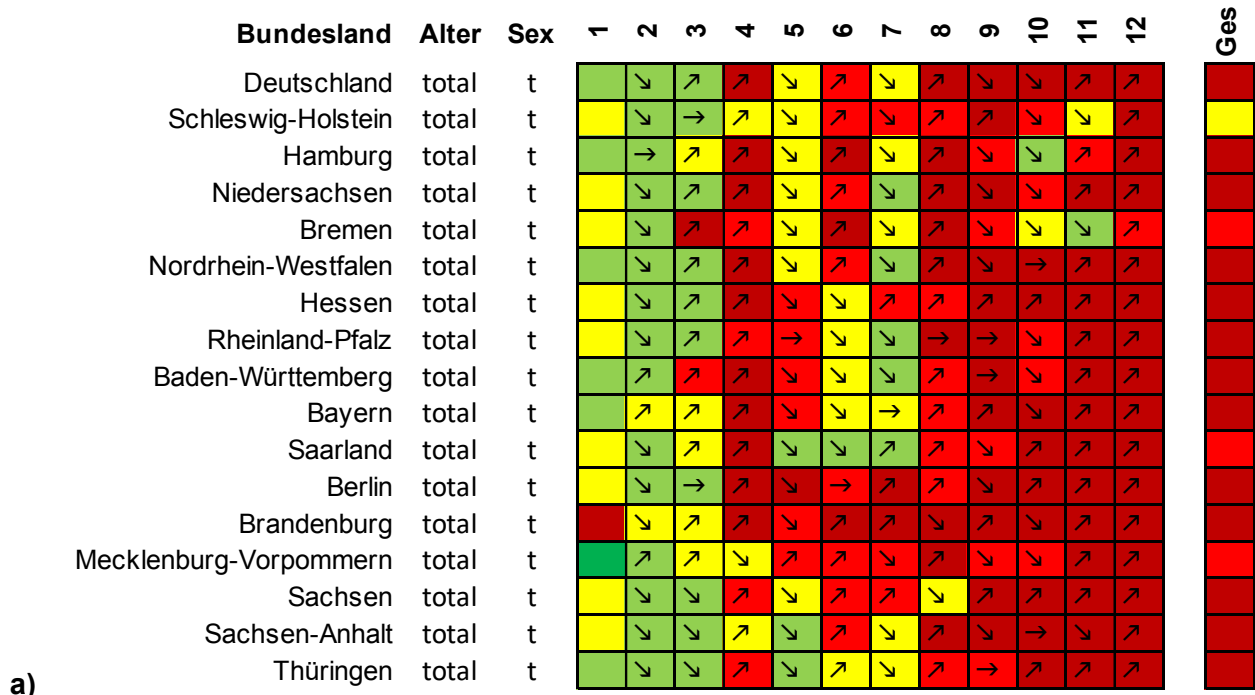 Bundesland Alter Sex 1 2 3 4 5 6 7 8 9 10 11 12 Ges
Deutschland total t ↘ ↗ ↗ ↘ ↗ ↘ ↗ ↘ ↘ ↗ ↗
Schleswig-Holstein total t ↘ → ↗ ↘ ↗ ↘ ↗ ↗ ↘ ↘ ↗
Hamburg total t → ↗ ↗ ↘ ↗ ↘ ↗ ↘ ↘ ↗ ↗
Niedersachsen total t ↘ ↗ ↗ ↘ ↗ ↘ ↗ ↘ ↘ ↗ ↗
Bremen total t ↘ ↗ ↗ ↘ ↗ ↘ ↗ ↘ ↘ ↘ ↗
Nordrhein-Westfalen total t ↘ ↗ ↗ ↘ ↗ ↘ ↗ ↘ → ↗ ↗
Hessen total t ↘ ↗ ↗ ↘ ↘ ↗ ↗ ↗ ↗ ↗ ↗
Rheinland-Pfalz total t ↘ ↗ ↗ → ↘ ↘ → → ↘ ↗ ↗
Baden-Württemberg total t ↗ ↗ ↗ ↘ ↘ ↘ ↗ → ↘ ↗ ↗
Bayern total t ↗ ↗ ↗ ↘ ↘ → ↗ ↗ ↘ ↗ ↗
Saarland total t ↘ ↗ ↗ ↘ ↘ ↗ ↗ ↘ ↗ ↗ ↗
Berlin total t ↘ → ↗ ↘ → ↗ ↗ ↘ ↗ ↗ ↗
Brandenburg total t ↘ ↗ ↗ ↘ ↗ ↗ ↘ ↗ ↘ ↗ ↗
Mecklenburg-Vorpommern total t ↗ ↗ ↘ ↗ ↗ ↘ ↗ ↘ ↘ ↗ ↗
Sachsen total t ↘ ↘ ↗ ↘ ↗ ↗ ↘ ↗ ↗ ↗ ↗
Sachsen-Anhalt total t ↘ ↘ ↗ ↘ ↗ ↘ ↗ ↘ → ↘ ↗
Thüringen total t ↘ ↘ ↗ ↘ ↗ ↘ ↗ → ↗ ↗ ↗
a)